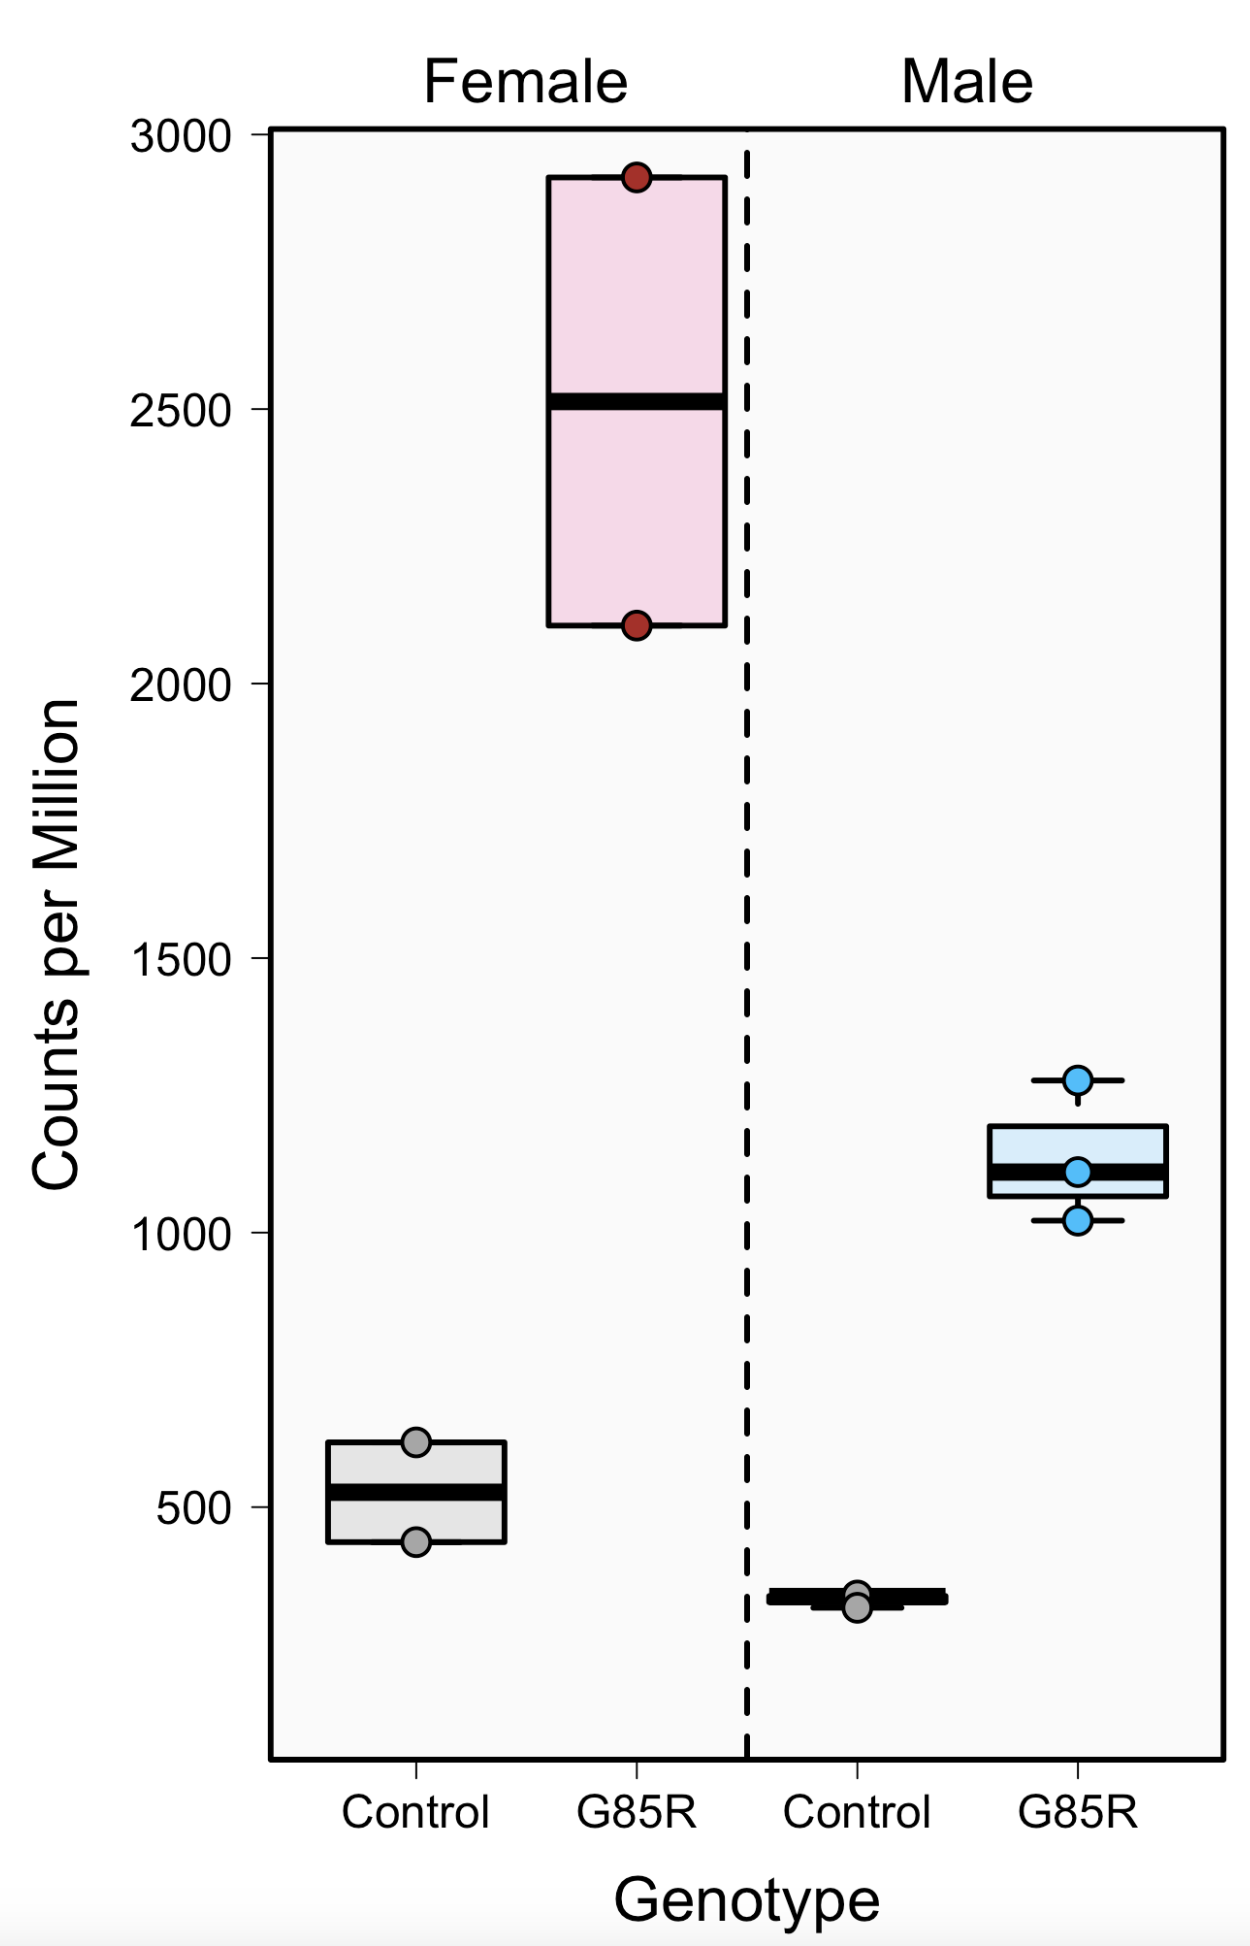 Female
Male
3000
2500
2000
1500
1000
500
Counts per Million
Control
G85R
Control
G85R
Genotype